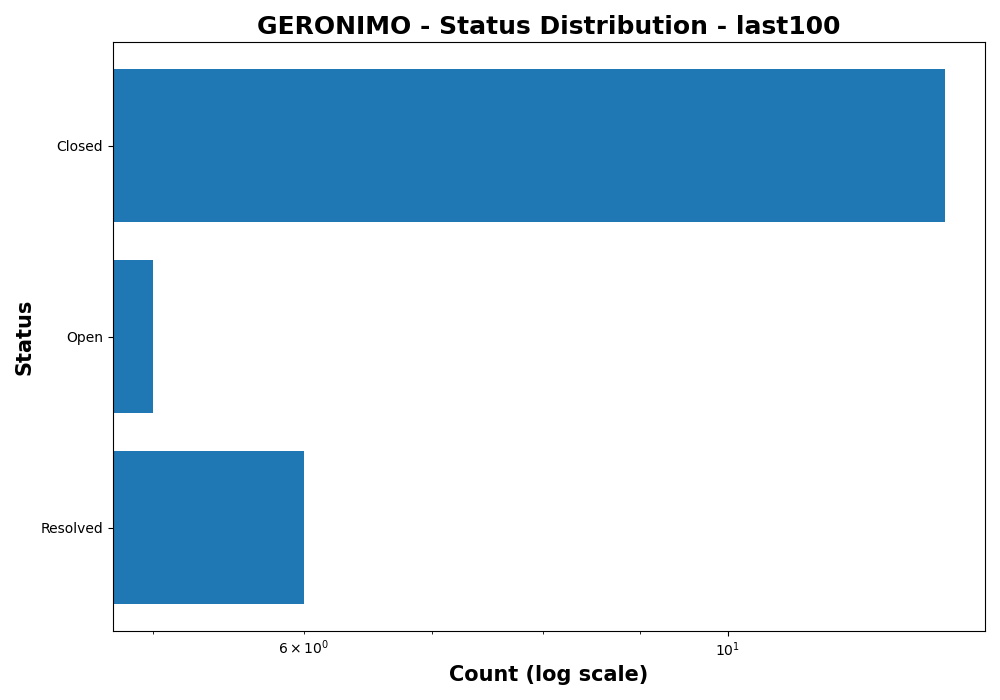 GERONIMO - Status Distribution - last100
Closed
Open
Resolved
Status
6 × 10⁰
10¹
Count (log scale)